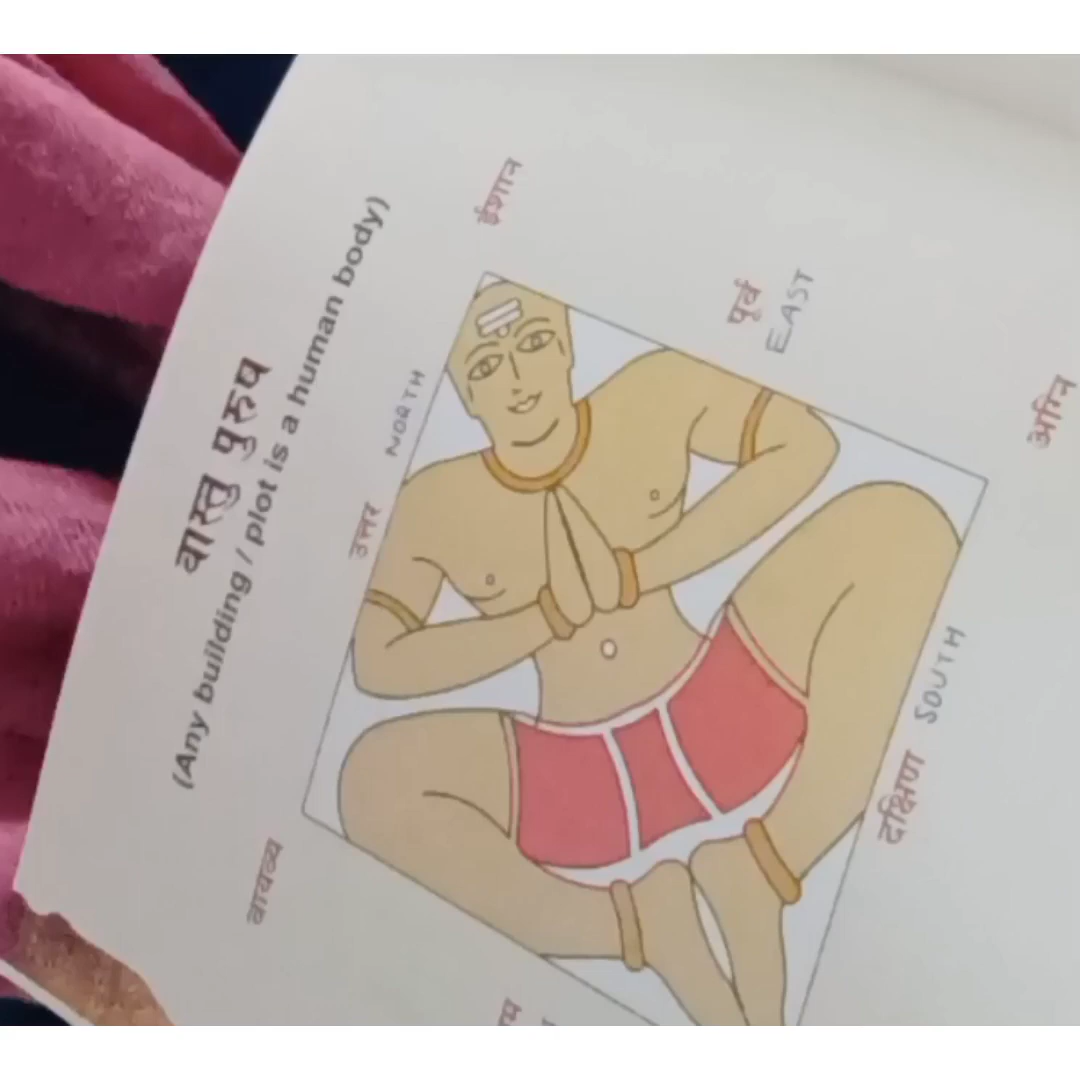 वास्तु पुरुष
(Any building / plot is a human body)
ईशान
पूर्व
EAST
अग्नि
NORTH
उत्तर
दक्षिण SOUTH
वायव्य